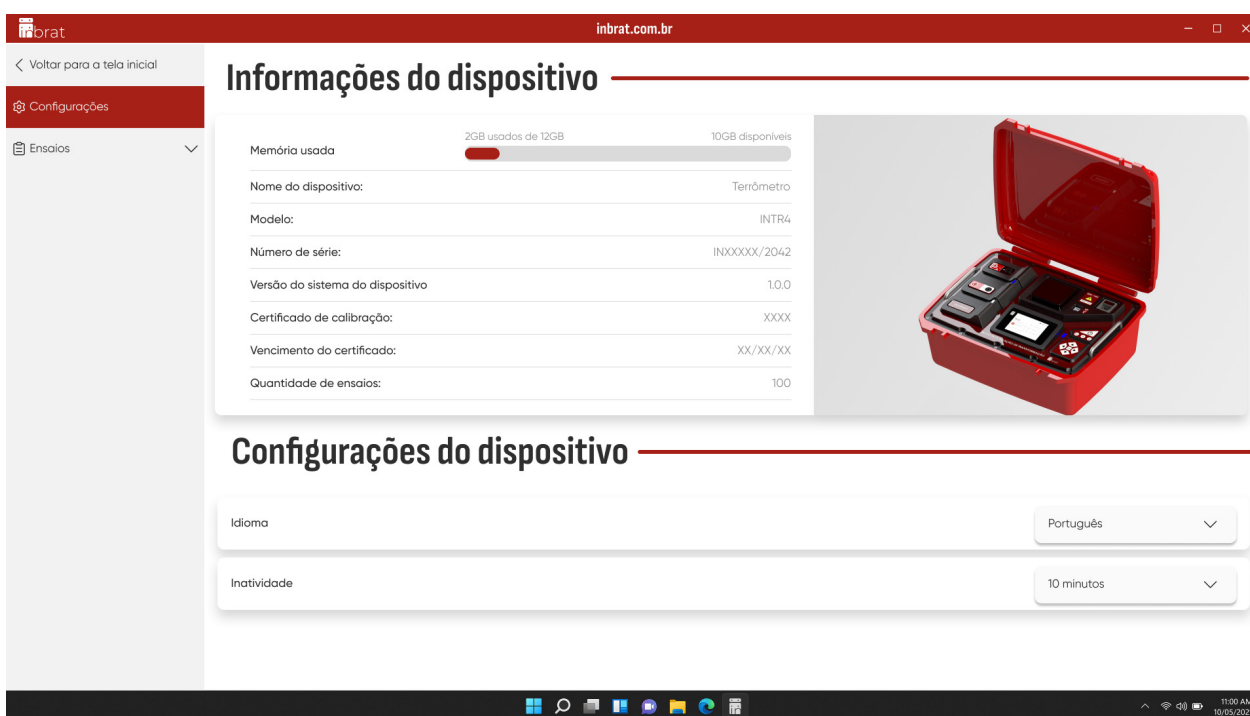 inbrat
inbrat.com.br
Voltar para a tela inicial
Configurações
Ensaios
Informações do dispositivo
2GB usados de 12GB
10GB disponíveis
Memória usada
Nome do dispositivo: Terrômetro
Modelo: INTR4
Número de série: INXXXXX/2042
Versão do sistema do dispositivo 1.0.0
Certificado de calibração: XXXX
Vencimento do certificado: XX/XX/XX
Quantidade de ensaios: 100
Configurações do dispositivo
Idioma Português
Inatividade 10 minutos
11:00 AM